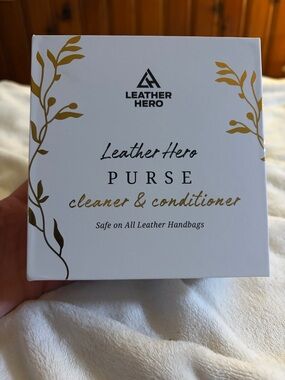 LEATHER
HERO
Leather Hero
PURSE
cleaner & conditioner
Safe on All Leather Handbags